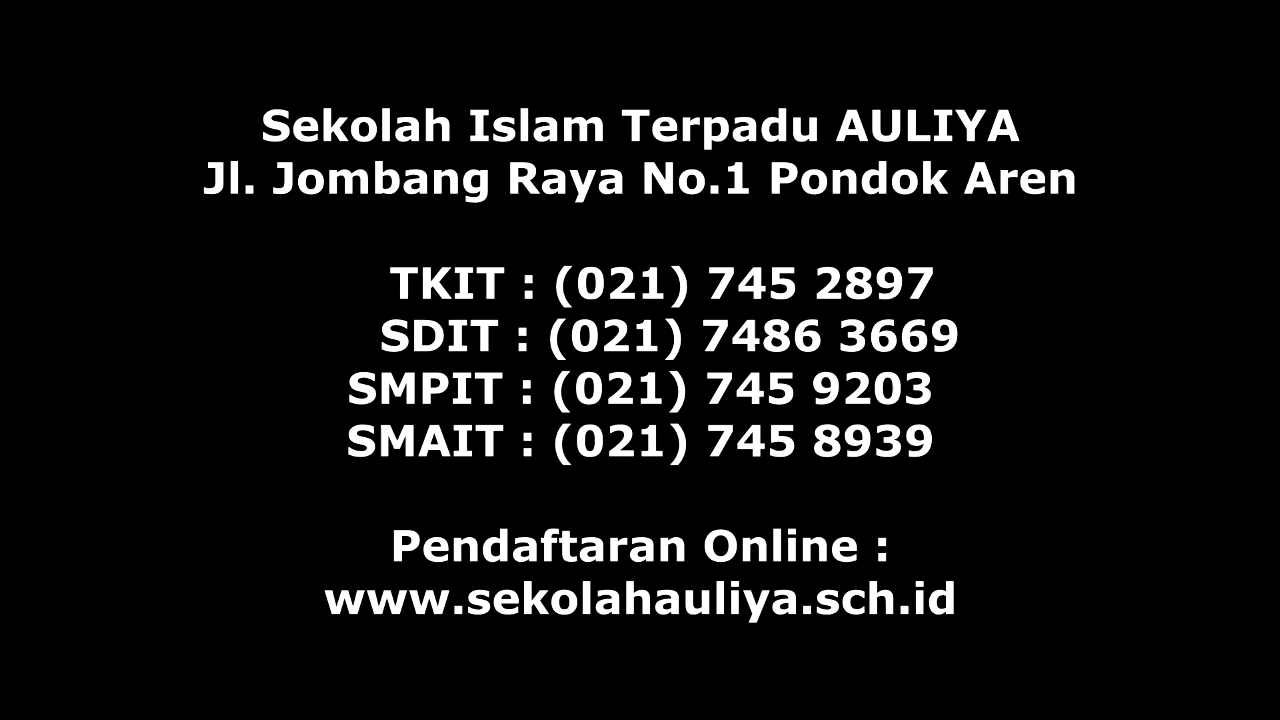 Sekolah Islam Terpadu AULIYA
Jl. Jombang Raya No.1 Pondok Aren
TKIT : (021) 745 2897
SDIT : (021) 7486 3669
SMPIT : (021) 745 9203
SMAIT : (021) 745 8939
Pendaftaran Online :
www.sekolahauliya.sch.id